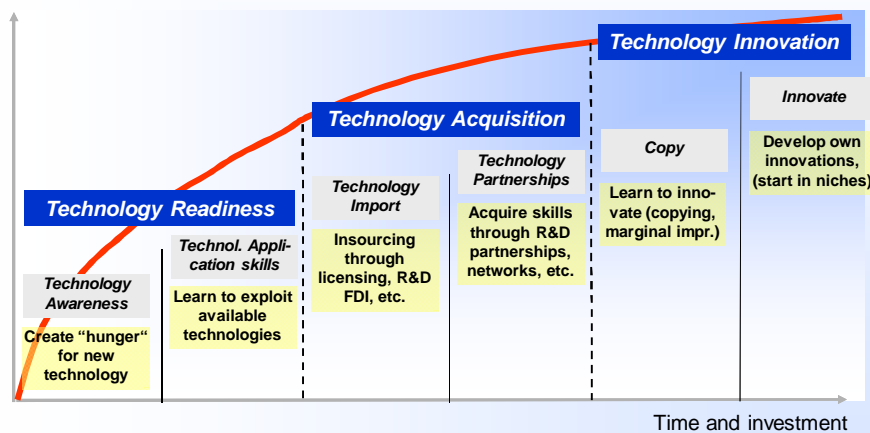 Technology Innovation
Innovate
Develop own
innovations,
(start in niches)
Copy
Learn to inno-
vate (copying,
marginal impr.)
Technology Acquisition
Technology
Partnerships
Acquire skills
through R&D
partnerships,
networks, etc.
Technology
Import
Insourcing
through
licensing, R&D
FDI, etc.
Technology Readiness
Technol. Appli-
cation skills
Learn to exploit
available
technologies
Technology
Awareness
Create “hunger“
for new
technology
Time and investment